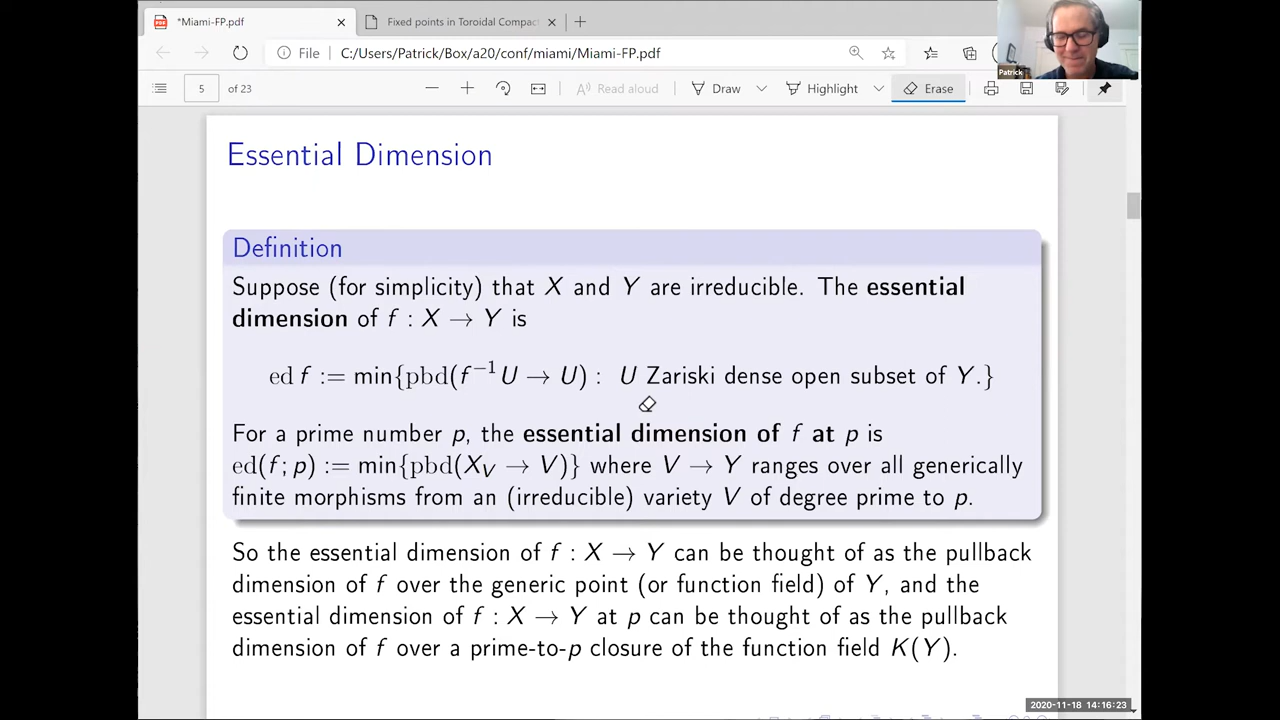 *Miami-FP.pdf
Fixed points in Toroidal Compact
File
C:/Users/Patrick/Box/a20/conf/miami/Miami-FP.pdf
5 of 23
Read aloud
Draw
Highlight
Erase
Patrick
Essential Dimension
Definition
Suppose (for simplicity) that X and Y are irreducible. The essential
dimension of f : X → Y is
ed f := min{pbd(f⁻¹U → U) : U Zariski dense open subset of Y.}
For a prime number p, the essential dimension of f at p is
ed(f; p) := min{pbd(X_V → V)} where V → Y ranges over all generically
finite morphisms from an (irreducible) variety V of degree prime to p.
So the essential dimension of f : X → Y can be thought of as the pullback
dimension of f over the generic point (or function field) of Y, and the
essential dimension of f : X → Y at p can be thought of as the pullback
dimension of f over a prime-to-p closure of the function field K(Y).
2020-11-18 14:16:23